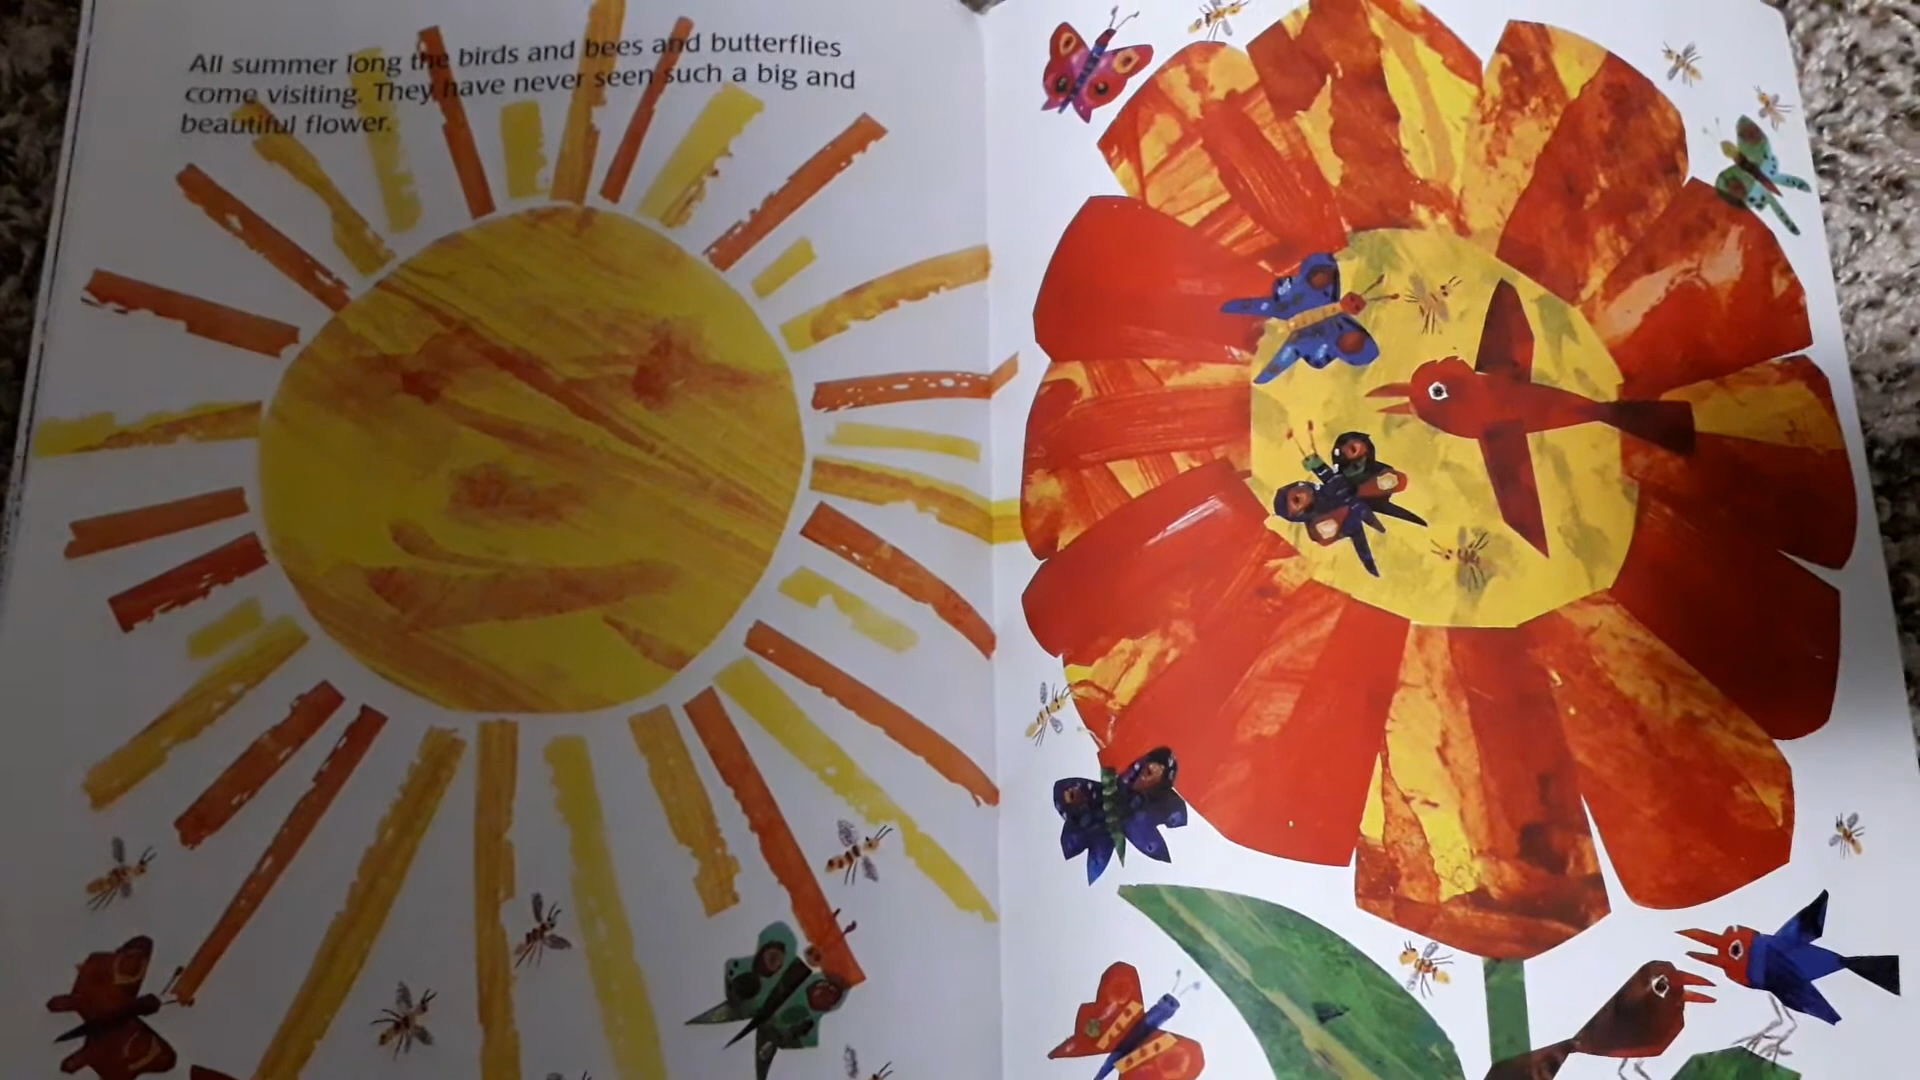 All summer long the birds and bees and butterflies
come visiting. They have never seen such a big and
beautiful flower.